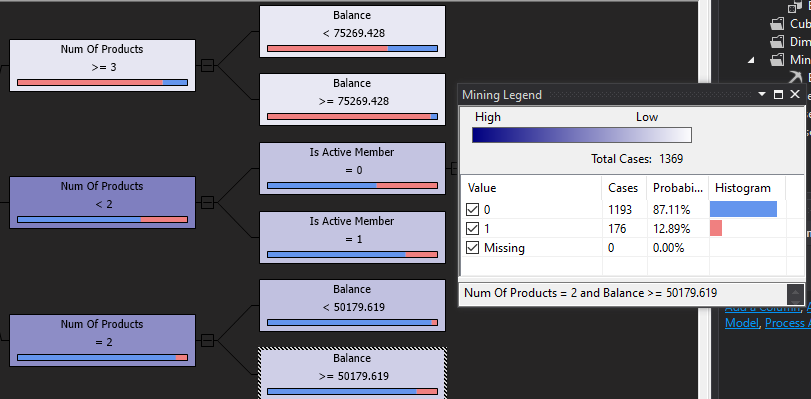 Balance
< 75269.428
Num Of Products
>= 3
Balance
>= 75269.428
Is Active Member
= 0
Num Of Products
< 2
Is Active Member
= 1
Balance
< 50179.619
Num Of Products
= 2
Balance
>= 50179.619
Cub
Dim
Min
Mining Legend
High Low
Total Cases: 1369
Value Cases Probabi... Histogram
0 1193 87.11%
1 176 12.89%
Missing 0 0.00%
Num Of Products = 2 and Balance >= 50179.619
Add a Column,
Model, Process